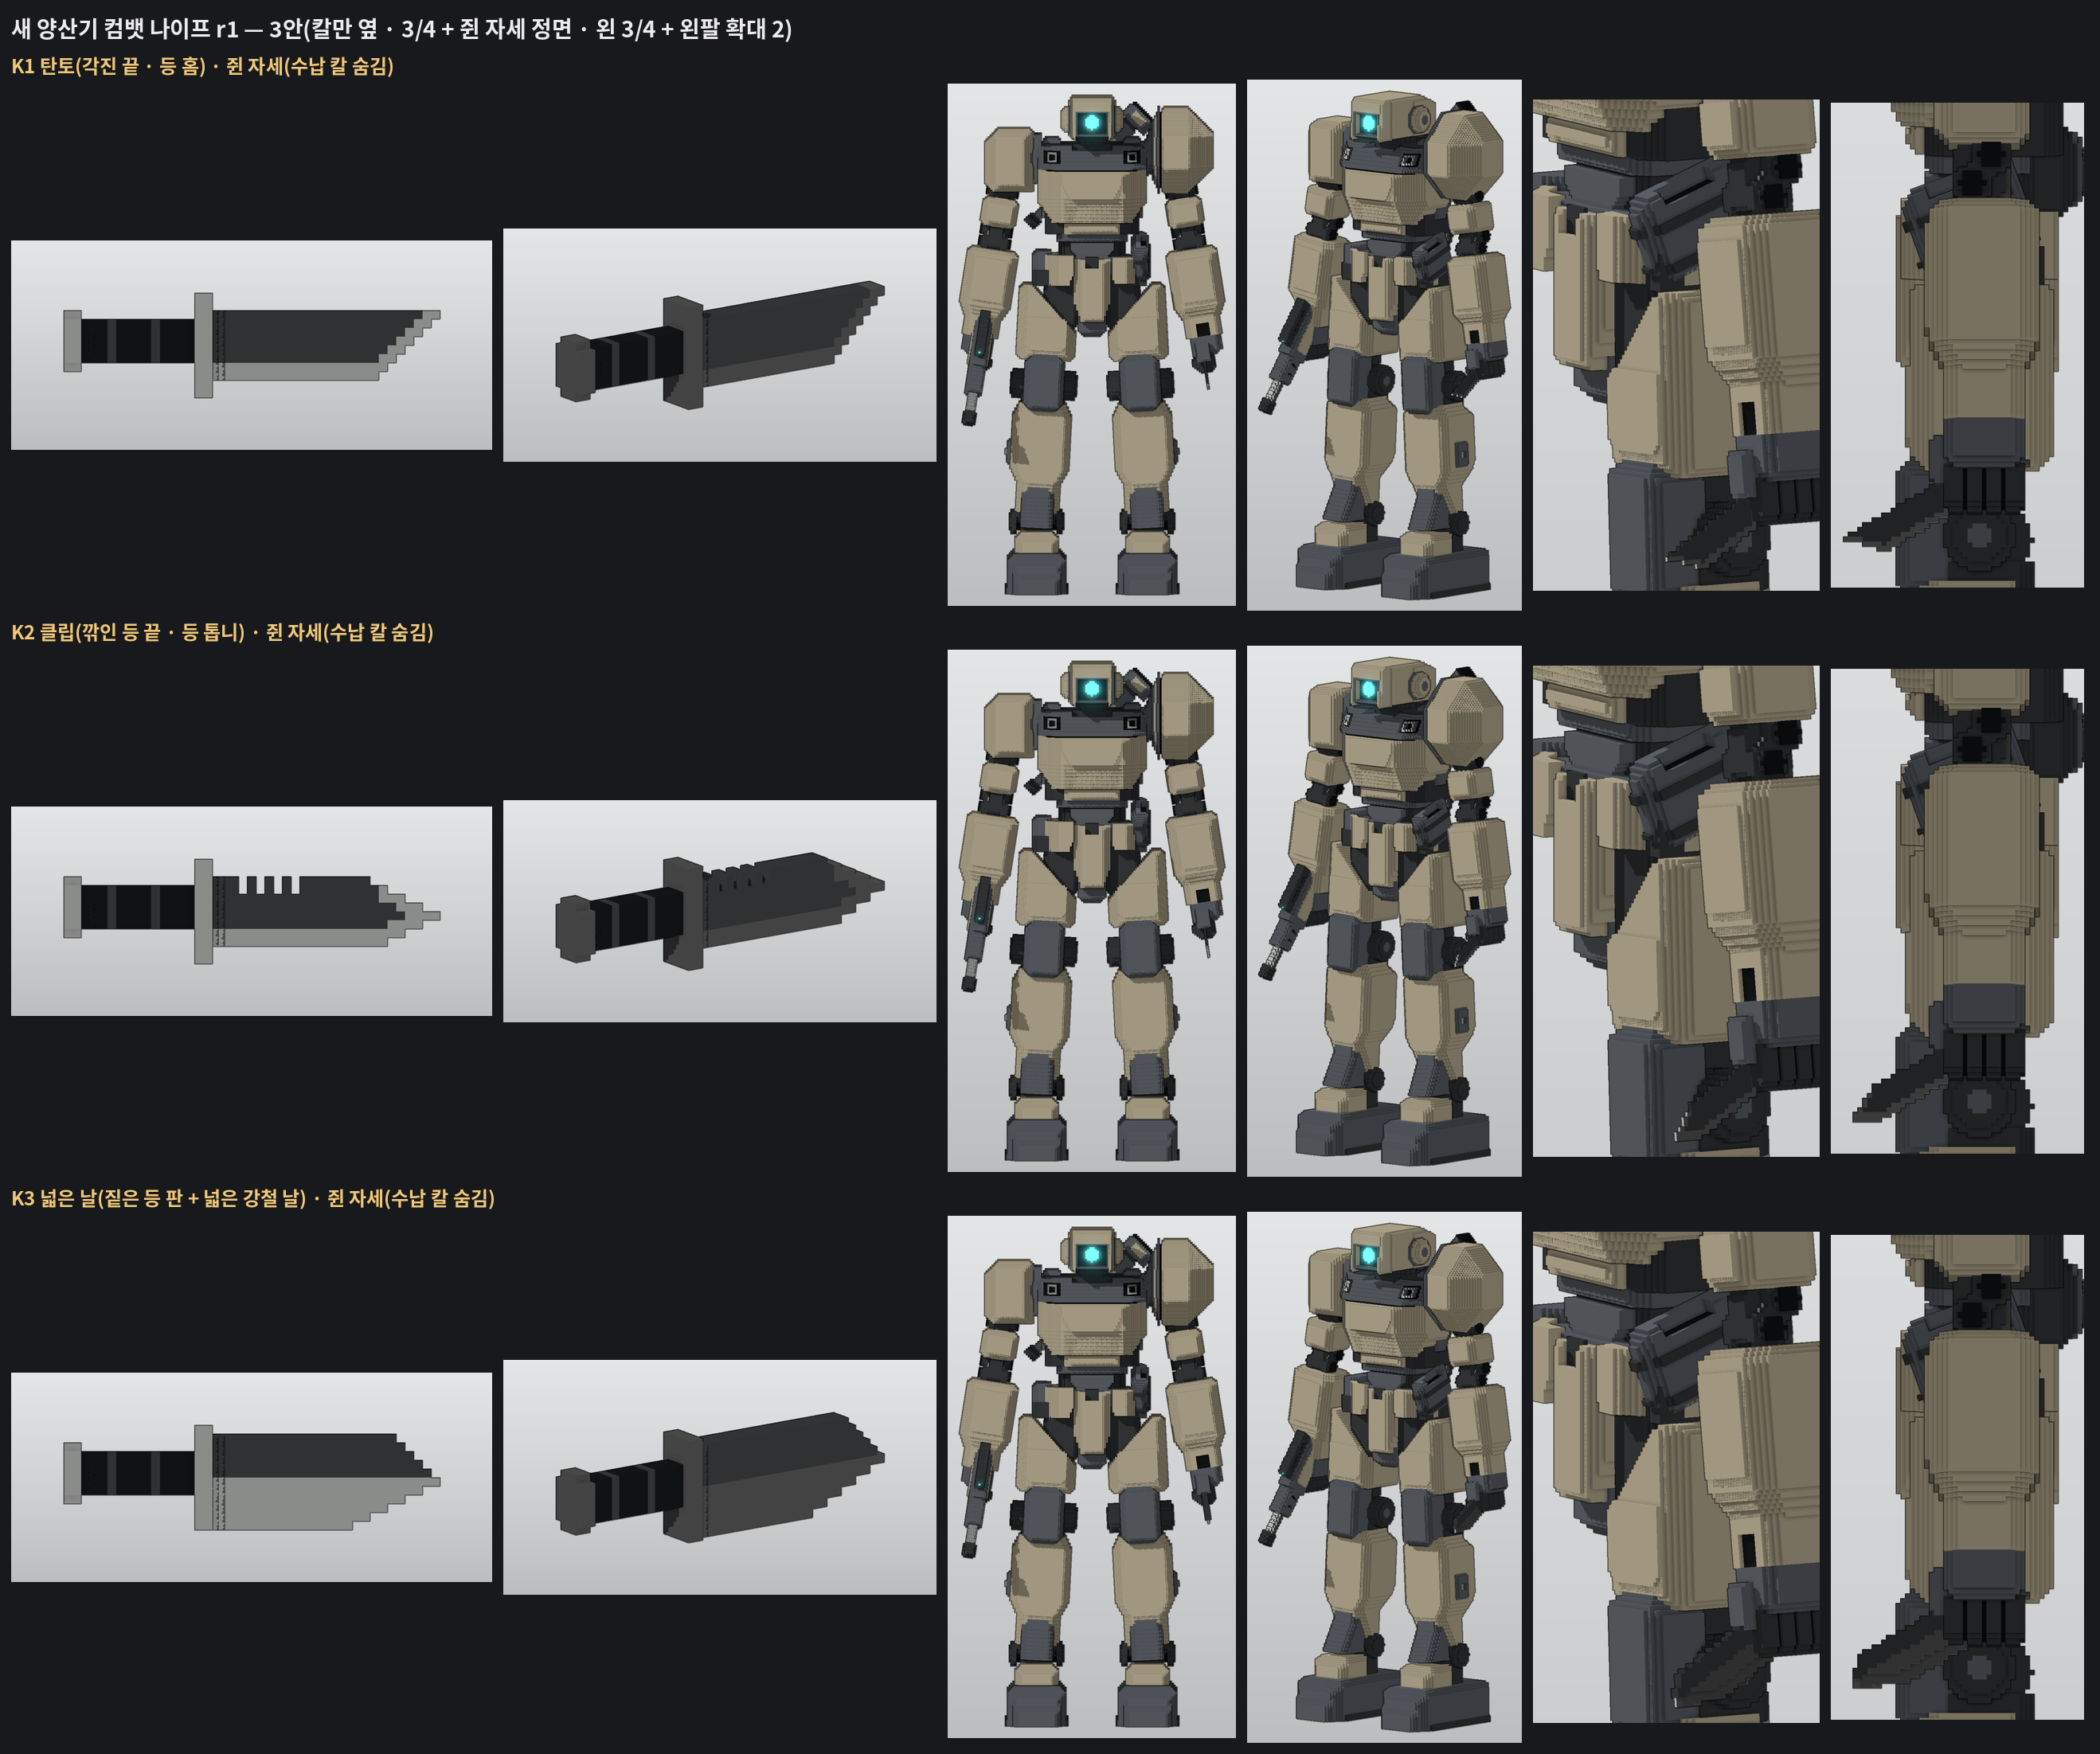 새 양산기 컴뱃 나이프 r1 — 3안(칼만 옆 · 3/4 + 쥔 자세 정면 · 왼 3/4 + 왼팔 확대 2)
K1 탄토(각진 끝 · 등 홈) · 쥔 자세(수납 칼 숨김)
K2 클립(깎인 등 끝 · 등 톱니) · 쥔 자세(수납 칼 숨김)
K3 넓은 날(짙은 등 판 + 넓은 강철 날) · 쥔 자세(수납 칼 숨김)